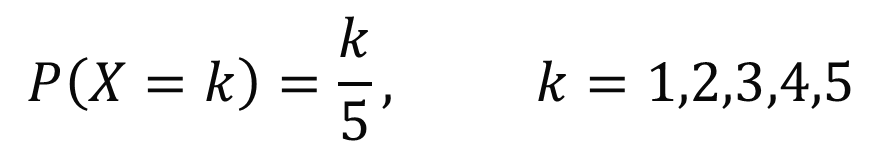 P(X = k) = k/5,    k = 1,2,3,4,5